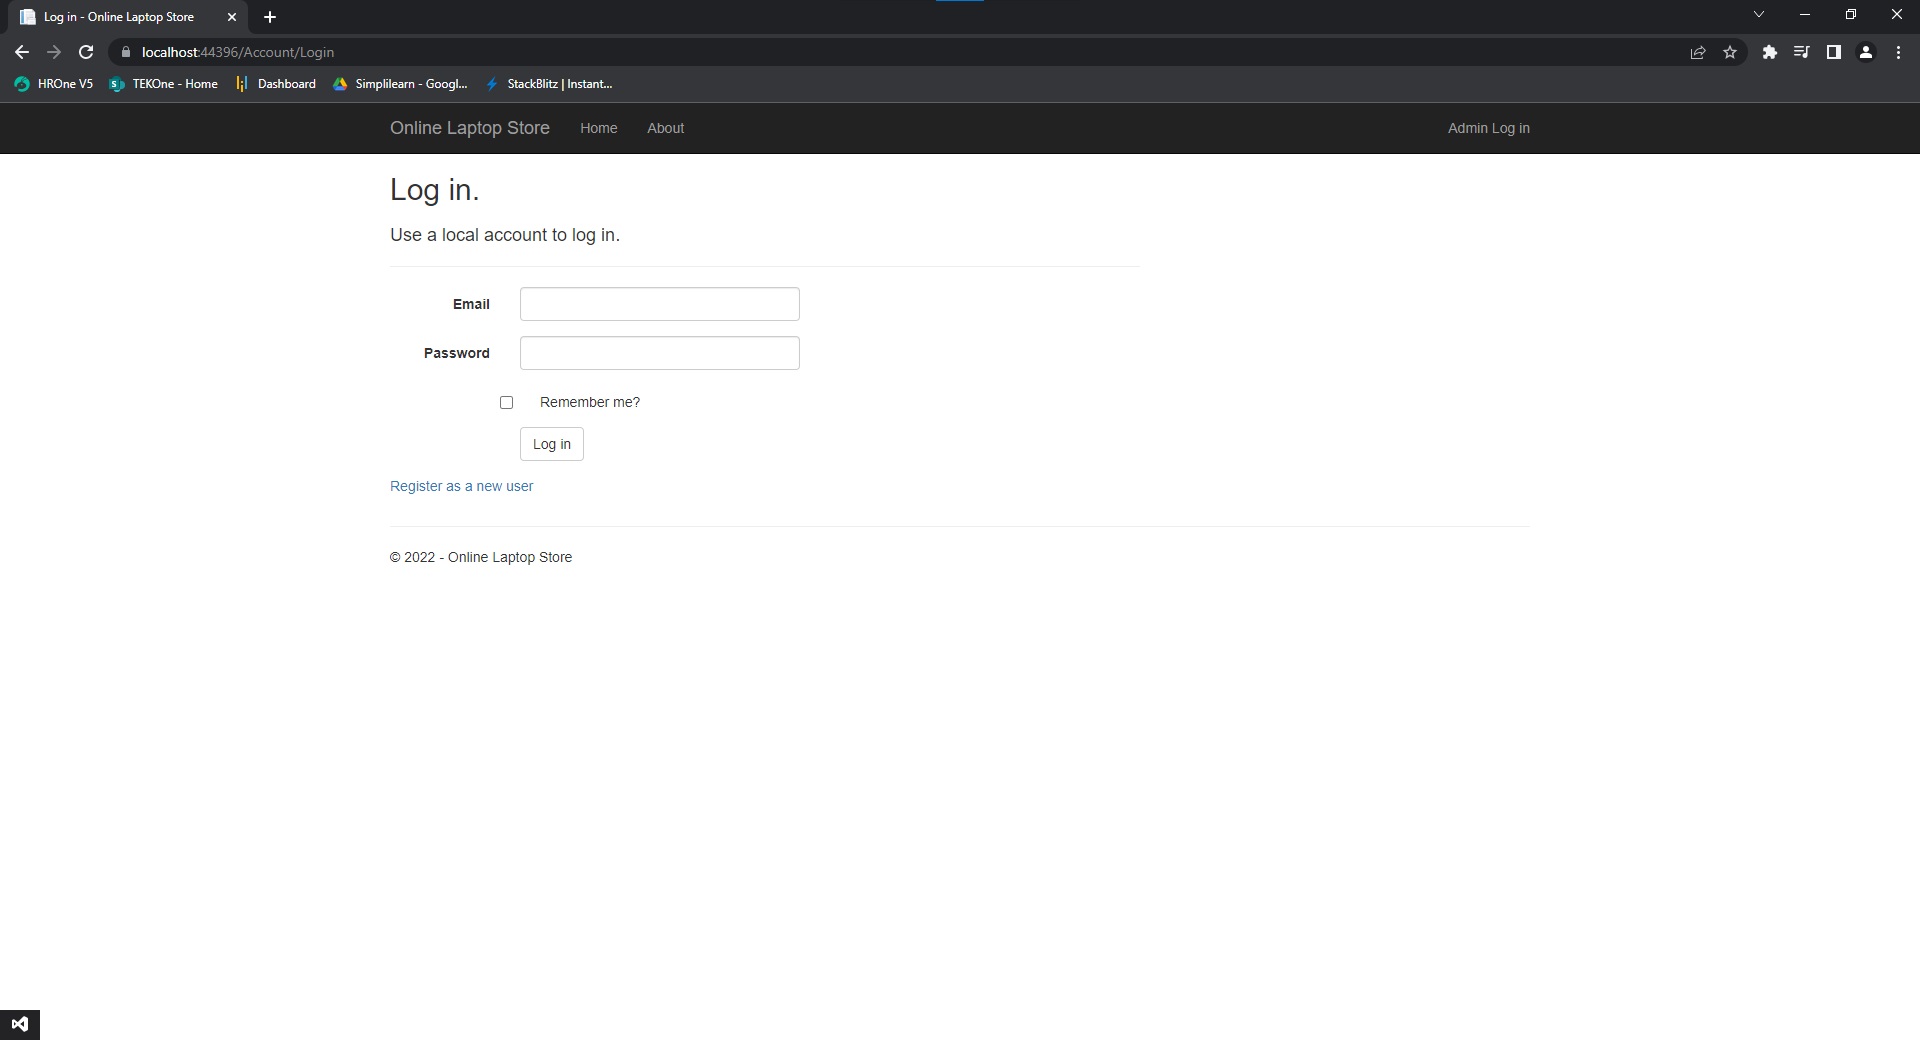 Log in - Online Laptop Store
localhost:44396/Account/Login
HROne V5 TEKOne - Home Dashboard Simplilearn - Googl... StackBlitz | Instant...
Online Laptop Store Home About Admin Log in
Log in.
Use a local account to log in.
Email
Password
Remember me?
Log in
Register as a new user
© 2022 - Online Laptop Store